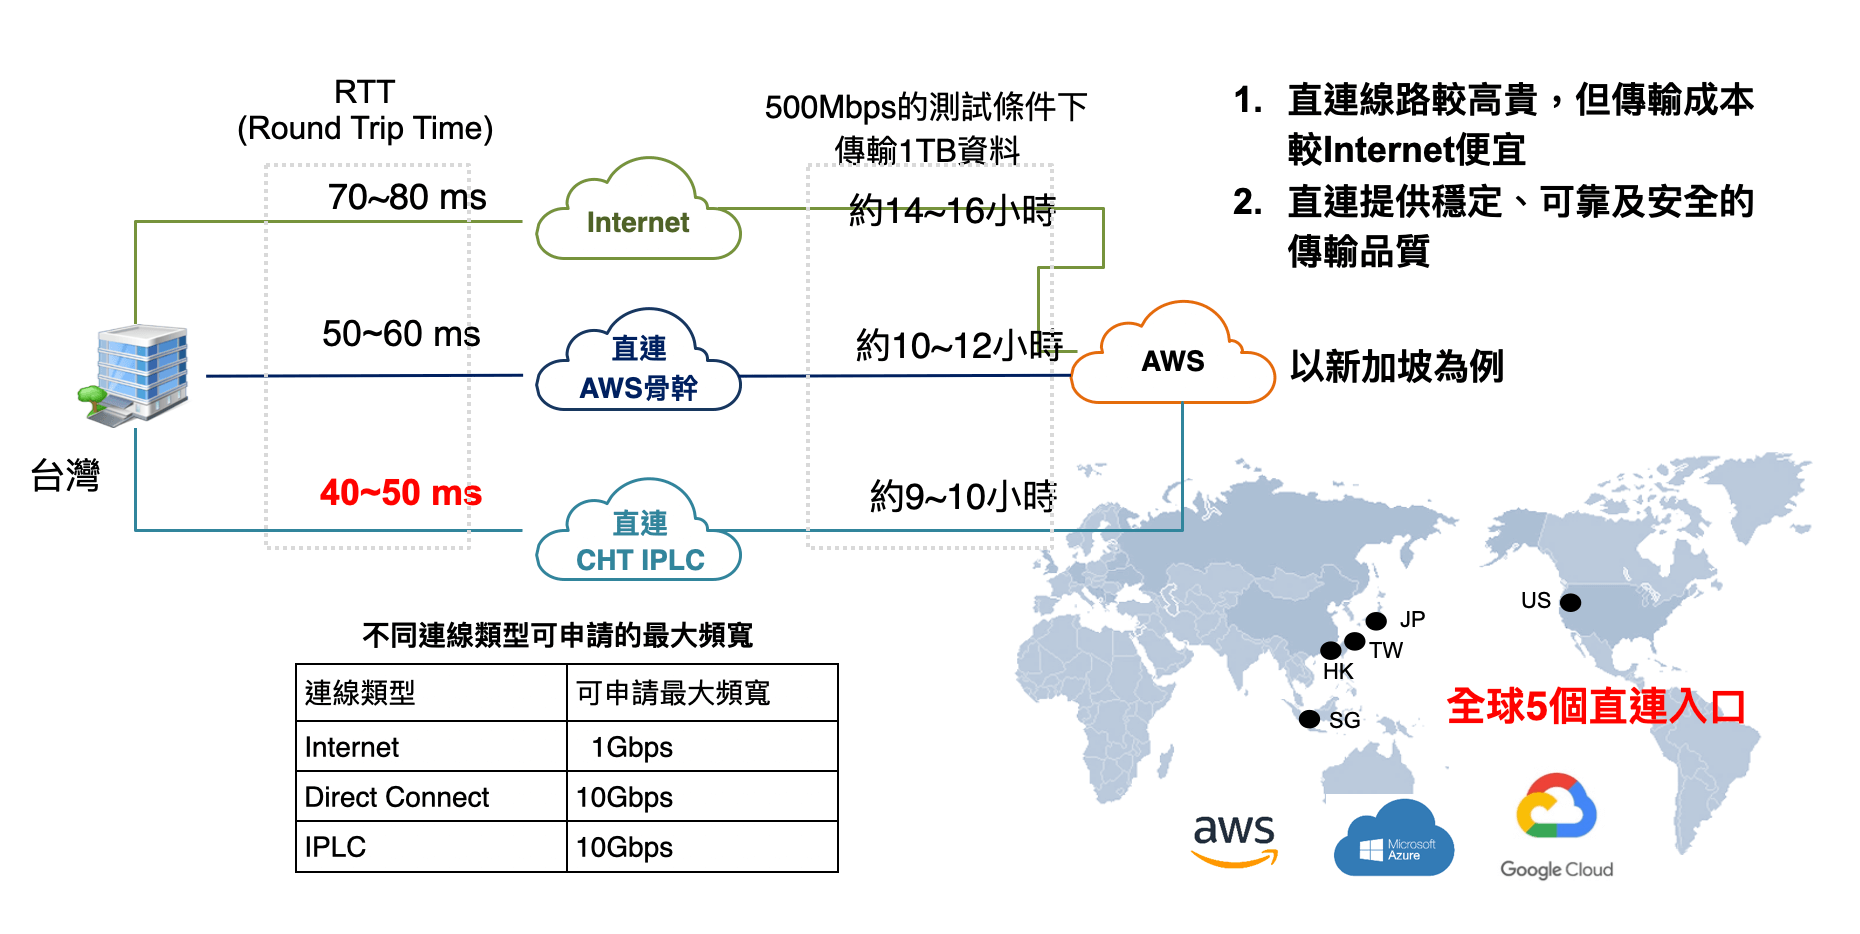 RTT
(Round Trip Time)
500Mbps的測試條件下
傳輸1TB資料
1. 直連線路較高貴，但傳輸成本
較Internet便宜
2. 直連提供穩定、可靠及安全的
傳輸品質
70~80 ms
Internet
約14~16小時
50~60 ms
直連
AWS骨幹
約10~12小時
AWS
以新加坡為例
台灣
40~50 ms
直連
CHT IPLC
約9~10小時
不同連線類型可申請的最大頻寬
連線類型 可申請最大頻寬
Internet 1Gbps
Direct Connect 10Gbps
IPLC 10Gbps
US
JP
TW
HK
SG
全球5個直連入口
aws
Microsoft
Azure
Google Cloud